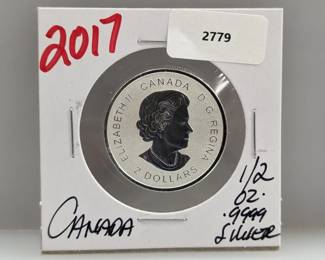 2017
2779
ELIZABETH II CANADA D·G·REGINA
2 DOLLARS
CANADA
1/2
OZ.
.9999
SILVER